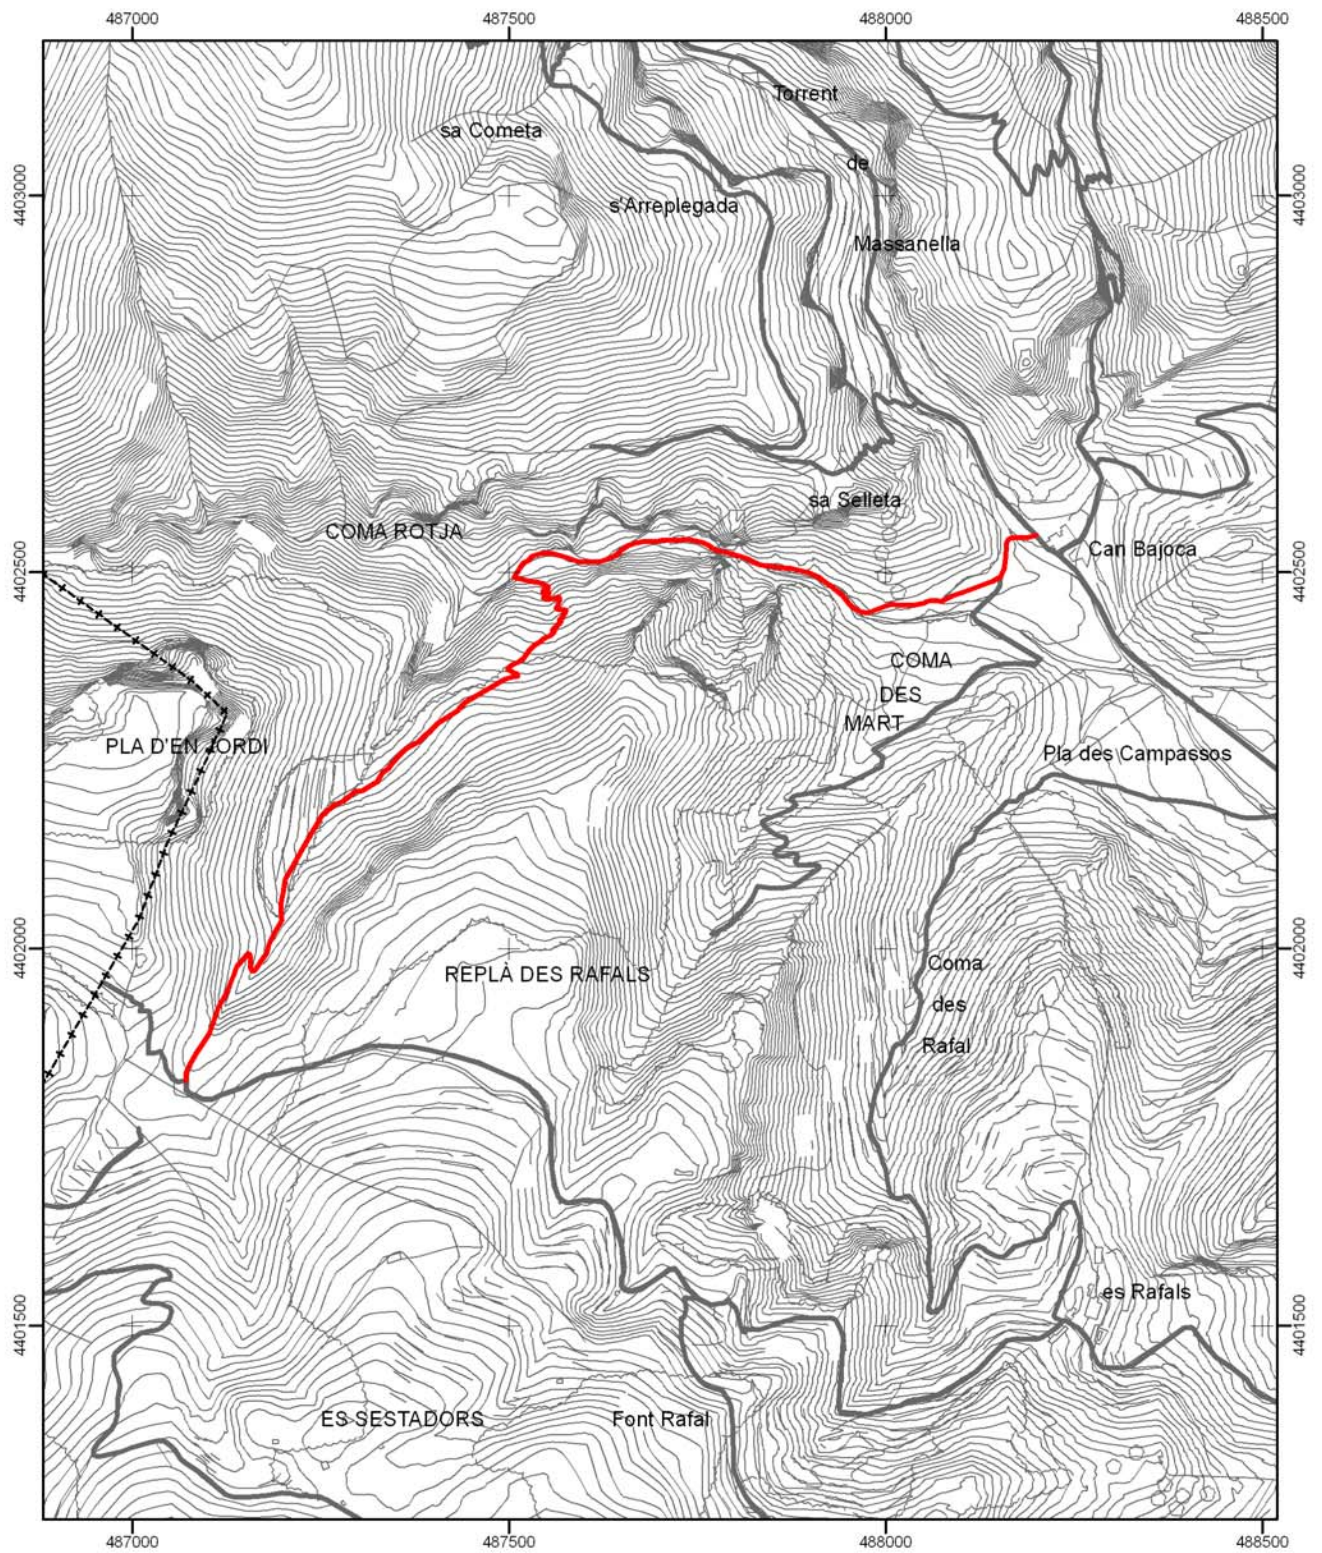 487000
487500
488000
488500
Torrent
sa Cometa
de
4403000
4403000
s'Arreplegada
Massanella
sa Selleta
COMA ROTJA
Can Bajoca
4402500
4402500
COMA
DES
MART
PLA D'EN JORDI
Pla des Campassos
4402000
4402000
Coma
REPLÀ DES RAFALS
des
Rafal
es Rafals
4401500
4401500
ES SESTADORS
Font Rafal
487000
487500
488000
488500